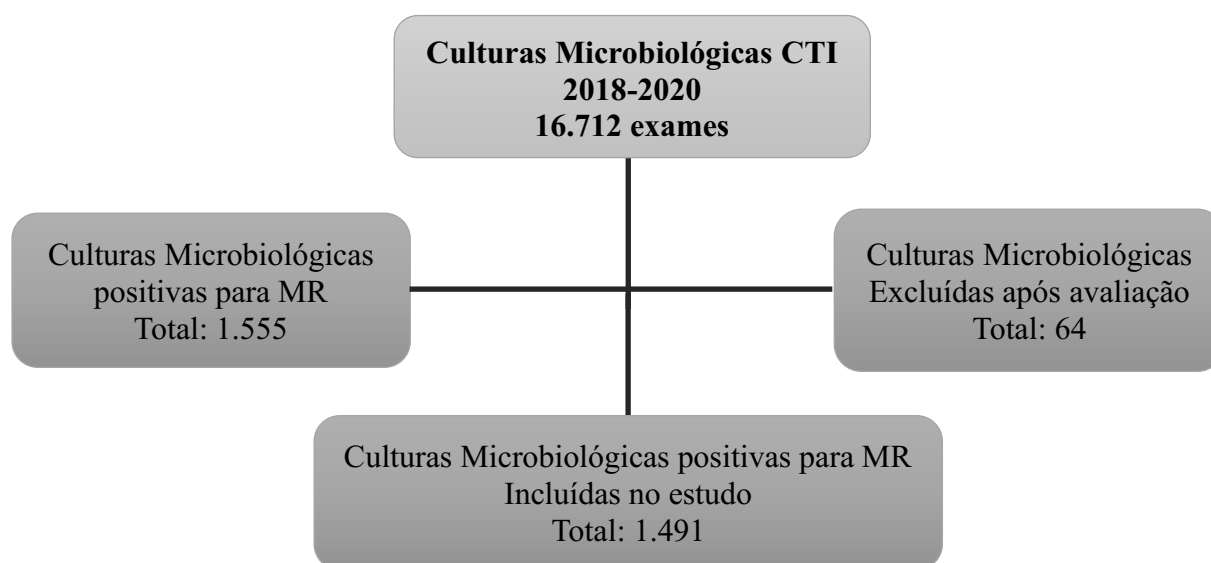 Culturas Microbiológicas CTI
2018-2020
16.712 exames
Culturas Microbiológicas
positivas para MR
Total: 1.555
Culturas Microbiológicas
Excluídas após avaliação
Total: 64
Culturas Microbiológicas positivas para MR
Incluídas no estudo
Total: 1.491